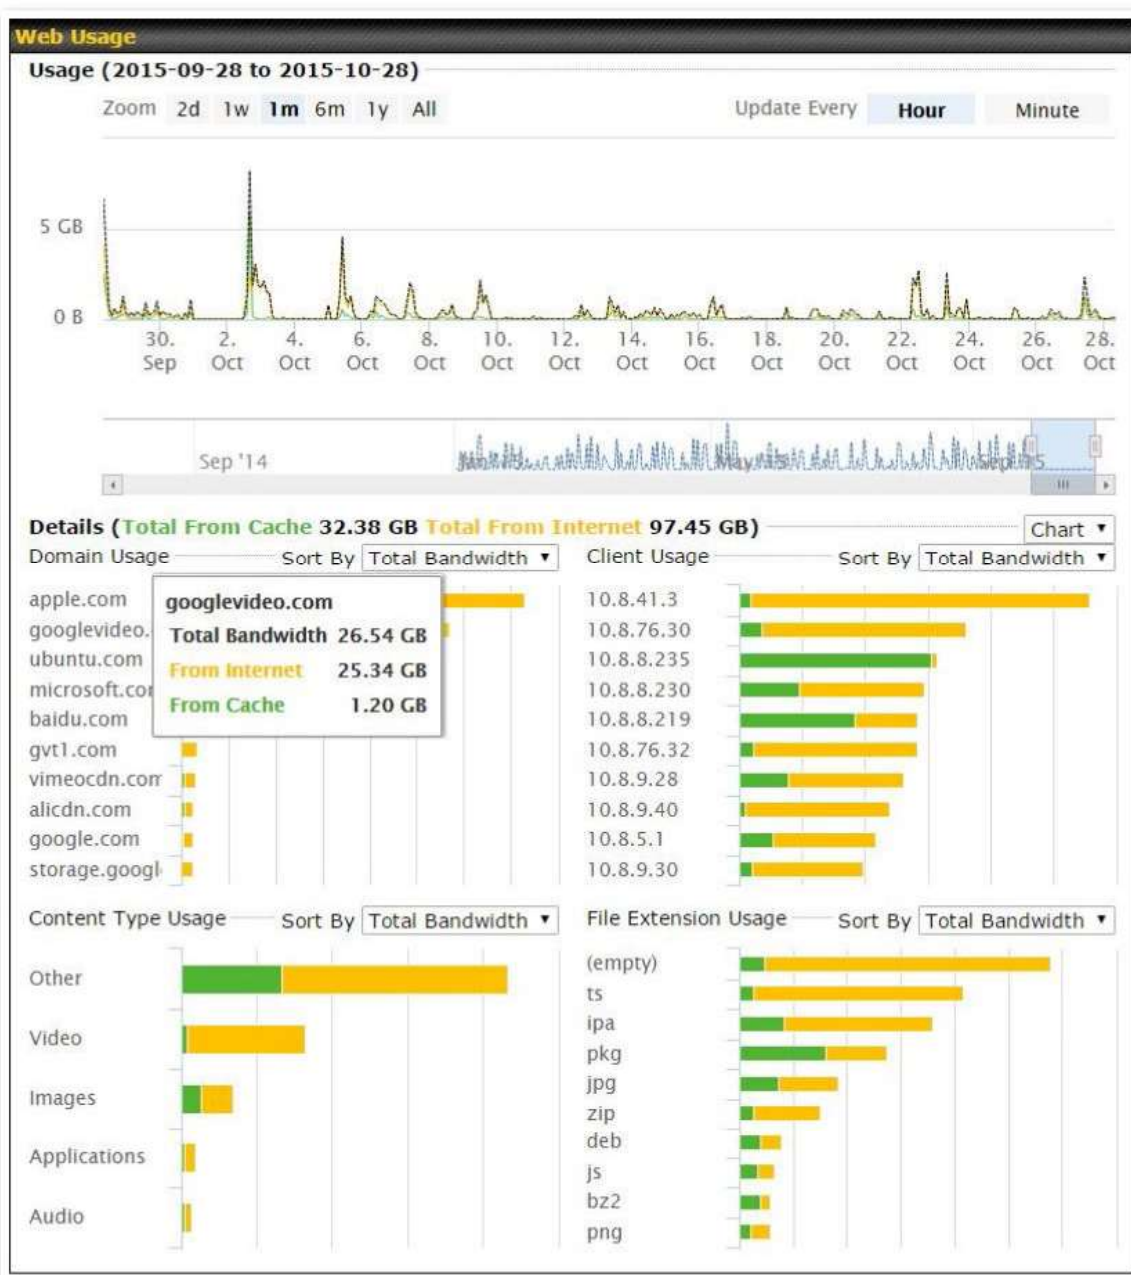 Web Usage
Usage (2015-09-28 to 2015-10-28)
Zoom 2d 1w 1m 6m 1y All Update Every Hour Minute
5 GB
0 B
30. Sep 2. Oct 4. Oct 6. Oct 8. Oct 10. Oct 12. Oct 14. Oct 16. Oct 18. Oct 20. Oct 22. Oct 24. Oct 26. Oct 28. Oct
Sep '14
Details (Total From Cache 32.38 GB Total From Internet 97.45 GB) Chart
Domain Usage Sort By Total Bandwidth
apple.com
googlevideo.
ubuntu.com
microsoft.cor
baidu.com
gvt1.com
vimeocdn.com
alicdn.com
google.com
storage.googl
googlevideo.com
Total Bandwidth 26.54 GB
From Internet 25.34 GB
From Cache 1.20 GB
Client Usage Sort By Total Bandwidth
10.8.41.3
10.8.76.30
10.8.8.235
10.8.8.230
10.8.8.219
10.8.76.32
10.8.9.28
10.8.9.40
10.8.5.1
10.8.9.30
Content Type Usage Sort By Total Bandwidth
Other
Video
Images
Applications
Audio
File Extension Usage Sort By Total Bandwidth
(empty)
ts
ipa
pkg
jpg
zip
deb
js
bz2
png